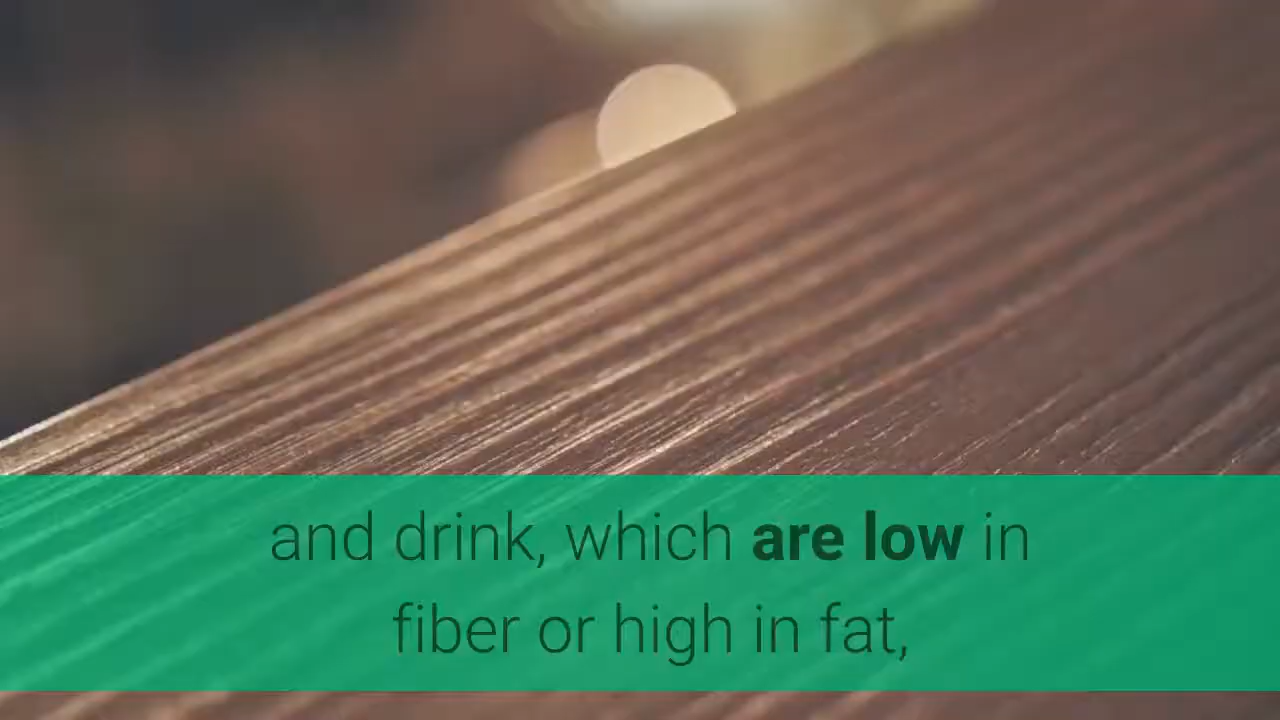 and drink, which are low in
fiber or high in fat,